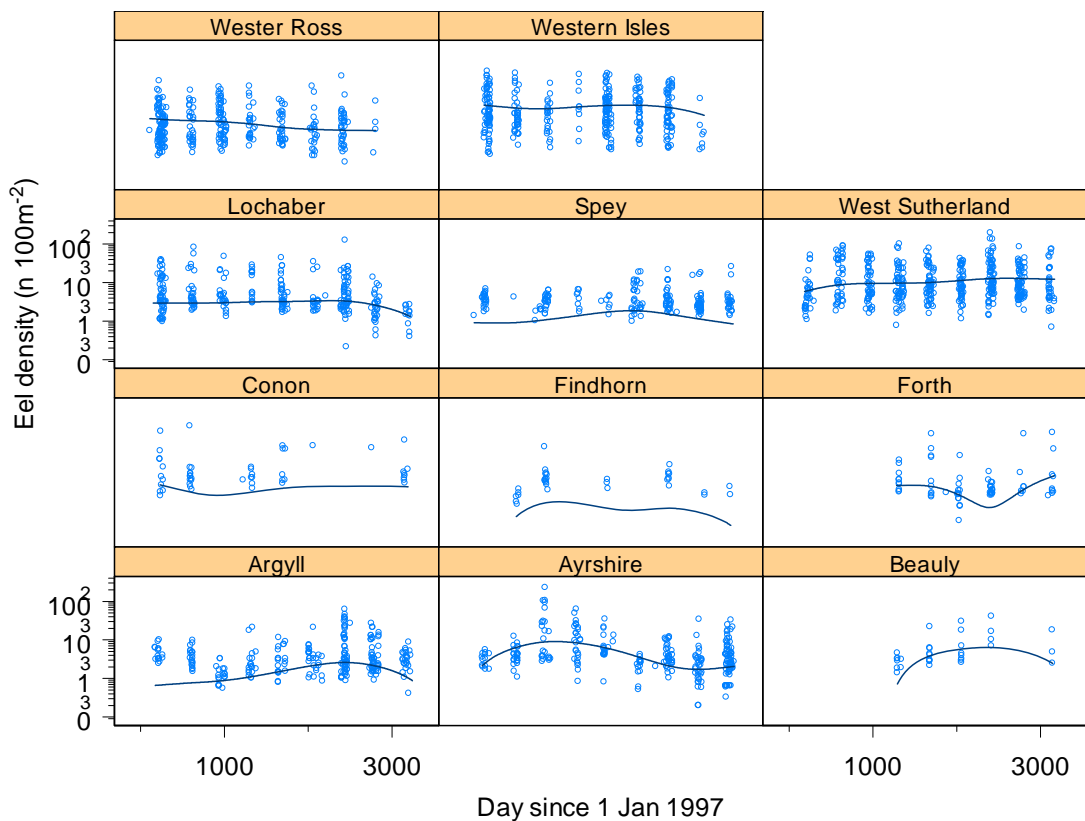 Wester Ross Western Isles
Lochaber Spey West Sutherland
10² 3 10 3 1 3 0
Conon Findhorn Forth
Argyll Ayrshire Beauly
10² 3 10 3 1 3 0
Eel density (n 100m⁻²)
1000 3000 1000 3000
Day since 1 Jan 1997